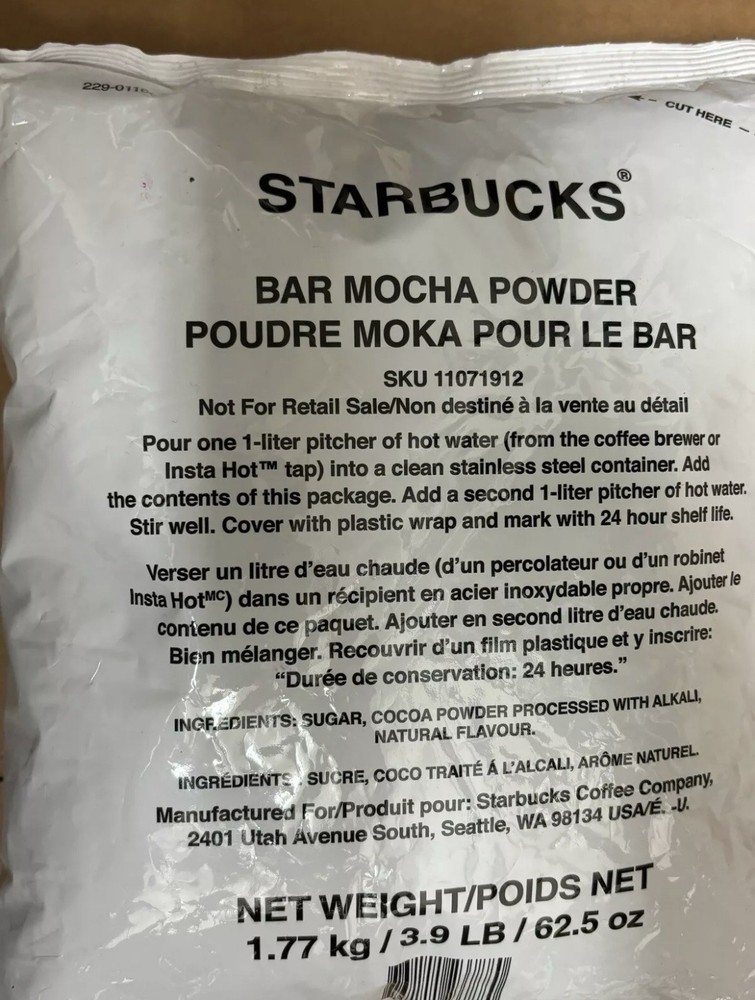 CUT HERE
STARBUCKS®
BAR MOCHA POWDER
POUDRE MOKA POUR LE BAR
SKU 11071912
Not For Retail Sale/Non destiné à la vente au détail
Pour one 1-liter pitcher of hot water (from the coffee brewer or
Insta Hot™ tap) into a clean stainless steel container. Add
the contents of this package. Add a second 1-liter pitcher of hot water.
Stir well. Cover with plastic wrap and mark with 24 hour shelf life.
Verser un litre d’eau chaude (d’un percolateur ou d’un robinet
Insta Hotᴹᶜ) dans un récipient en acier inoxydable propre. Ajouter le
contenu de ce paquet. Ajouter en second litre d’eau chaude.
Bien mélanger. Recouvrir d’un film plastique et y inscrire:
“Durée de conservation: 24 heures.”
INGREDIENTS: SUGAR, COCOA POWDER PROCESSED WITH ALKALI,
NATURAL FLAVOUR.
INGRÉDIENTS : SUCRE, COCO TRAITÉ Á L’ALCALI, ARÔME NATUREL.
Manufactured For/Produit pour: Starbucks Coffee Company,
2401 Utah Avenue South, Seattle, WA 98134 USA/É. -U.
NET WEIGHT/POIDS NET
1.77 kg / 3.9 LB / 62.5 oz